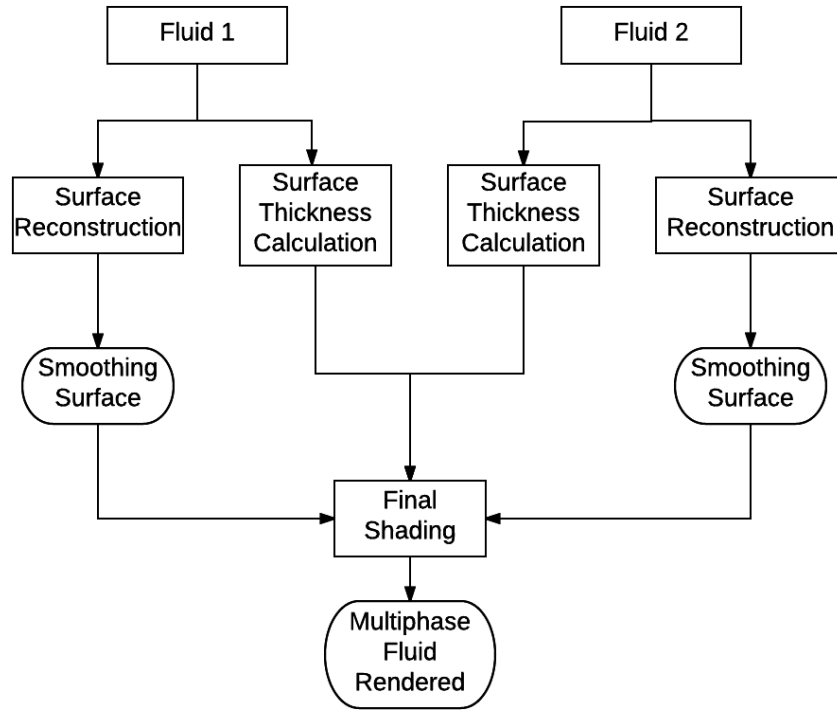 Fluid 1
Fluid 2
Surface
Reconstruction
Surface
Thickness
Calculation
Surface
Thickness
Calculation
Surface
Reconstruction
Smoothing
Surface
Smoothing
Surface
Final
Shading
Multiphase
Fluid
Rendered